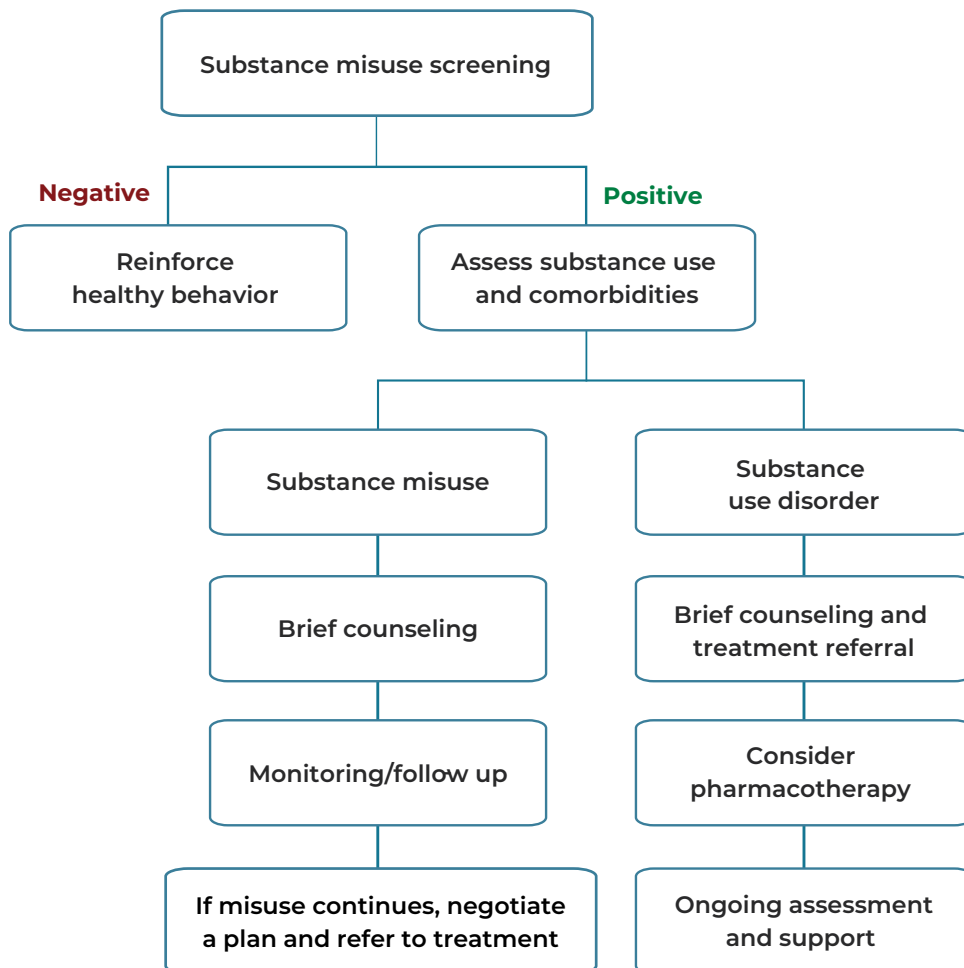 Substance misuse screening
Negative
Positive
Reinforce
healthy behavior
Assess substance use
and comorbidities
Substance misuse
Substance
use disorder
Brief counseling
Brief counseling and
treatment referral
Monitoring/follow up
Consider
pharmacotherapy
If misuse continues, negotiate
a plan and refer to treatment
Ongoing assessment
and support